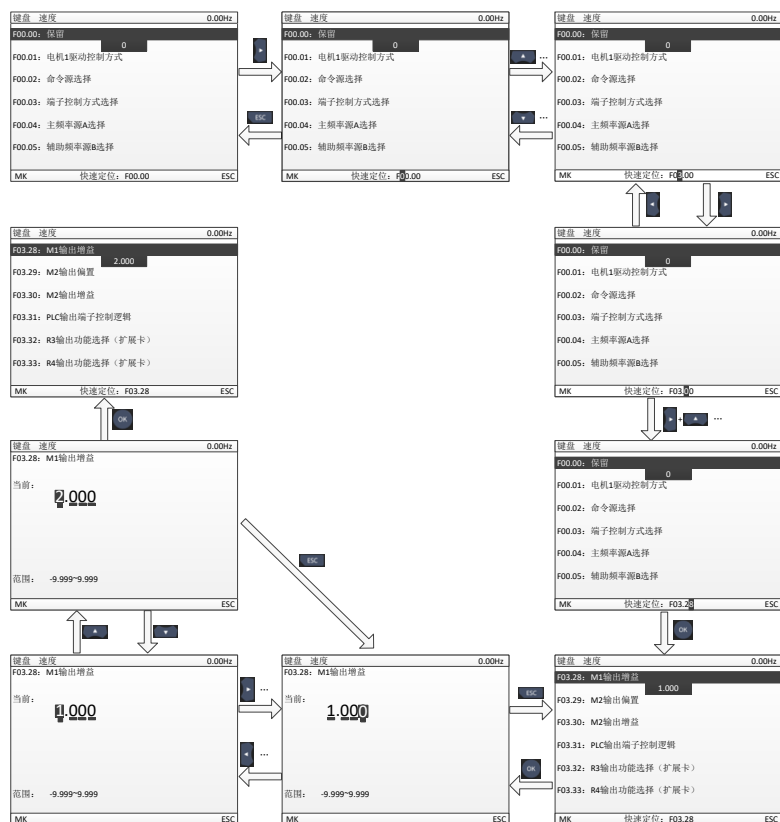 键盘 速度 0.00Hz
F00.00: 保留
0
F00.01: 电机1驱动控制方式
F00.02: 命令源选择
F00.03: 端子控制方式选择
F00.04: 主频率源A选择
F00.05: 辅助频率源B选择
MK 快速定位: F00.00 ESC
ESC
键盘 速度 0.00Hz
F00.00: 保留
0
F00.01: 电机1驱动控制方式
F00.02: 命令源选择
F00.03: 端子控制方式选择
F00.04: 主频率源A选择
F00.05: 辅助频率源B选择
MK 快速定位: F00.00 ESC
…
…
键盘 速度 0.00Hz
F00.00: 保留
0
F00.01: 电机1驱动控制方式
F00.02: 命令源选择
F00.03: 端子控制方式选择
F00.04: 主频率源A选择
F00.05: 辅助频率源B选择
MK 快速定位: F03.00 ESC
键盘 速度 0.00Hz
F00.00: 保留
0
F00.01: 电机1驱动控制方式
F00.02: 命令源选择
F00.03: 端子控制方式选择
F00.04: 主频率源A选择
F00.05: 辅助频率源B选择
MK 快速定位: F03.00 ESC
+ …
键盘 速度 0.00Hz
F00.00: 保留
0
F00.01: 电机1驱动控制方式
F00.02: 命令源选择
F00.03: 端子控制方式选择
F00.04: 主频率源A选择
F00.05: 辅助频率源B选择
MK 快速定位: F03.28 ESC
OK
键盘 速度 0.00Hz
F03.28: M1输出增益
1.000
F03.29: M2输出偏置
F03.30: M2输出增益
F03.31: PLC输出端子控制逻辑
F03.32: R3输出功能选择（扩展卡）
F03.33: R4输出功能选择（扩展卡）
MK 快速定位: F03.28 ESC
ESC
OK
键盘 速度 0.00Hz
F03.28: M1输出增益
当前:
1.000
范围: -9.999~9.999
MK ESC
…
…
键盘 速度 0.00Hz
F03.28: M1输出增益
当前:
1.000
范围: -9.999~9.999
MK ESC
键盘 速度 0.00Hz
F03.28: M1输出增益
当前:
2.000
范围: -9.999~9.999
MK ESC
ESC
OK
键盘 速度 0.00Hz
F03.28: M1输出增益
2.000
F03.29: M2输出偏置
F03.30: M2输出增益
F03.31: PLC输出端子控制逻辑
F03.32: R3输出功能选择（扩展卡）
F03.33: R4输出功能选择（扩展卡）
MK 快速定位: F03.28 ESC